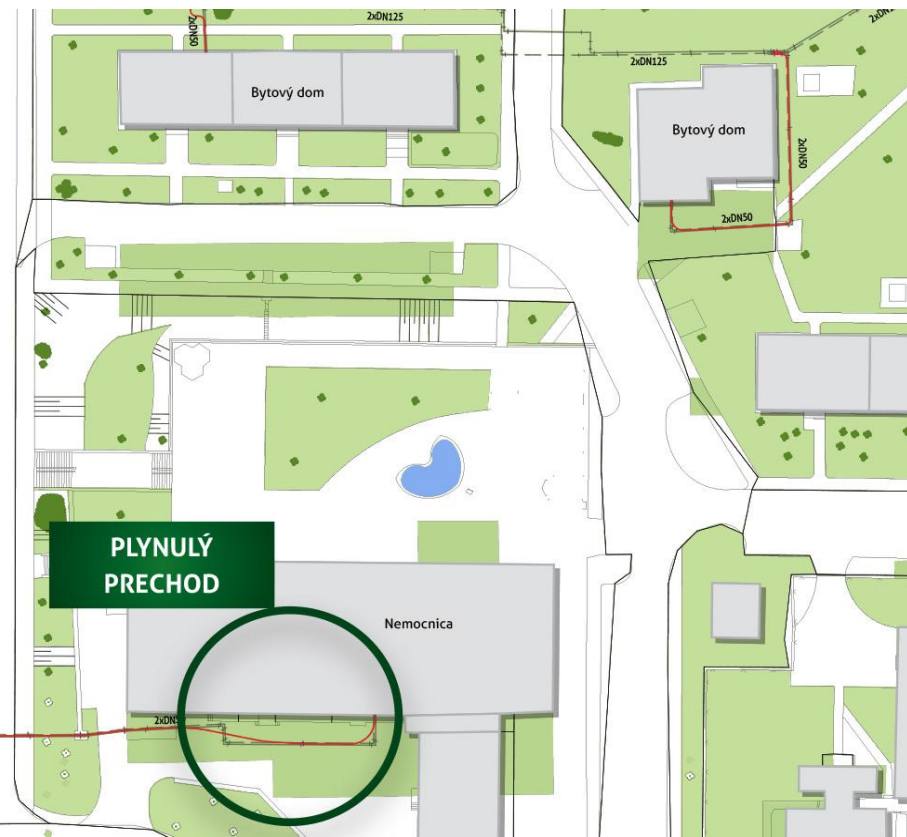 2xDN50
2xDN125
2xDN125
Bytový dom
Bytový dom
2xDN50
2xDN50
PLYNULÝ
PRECHOD
Nemocnica